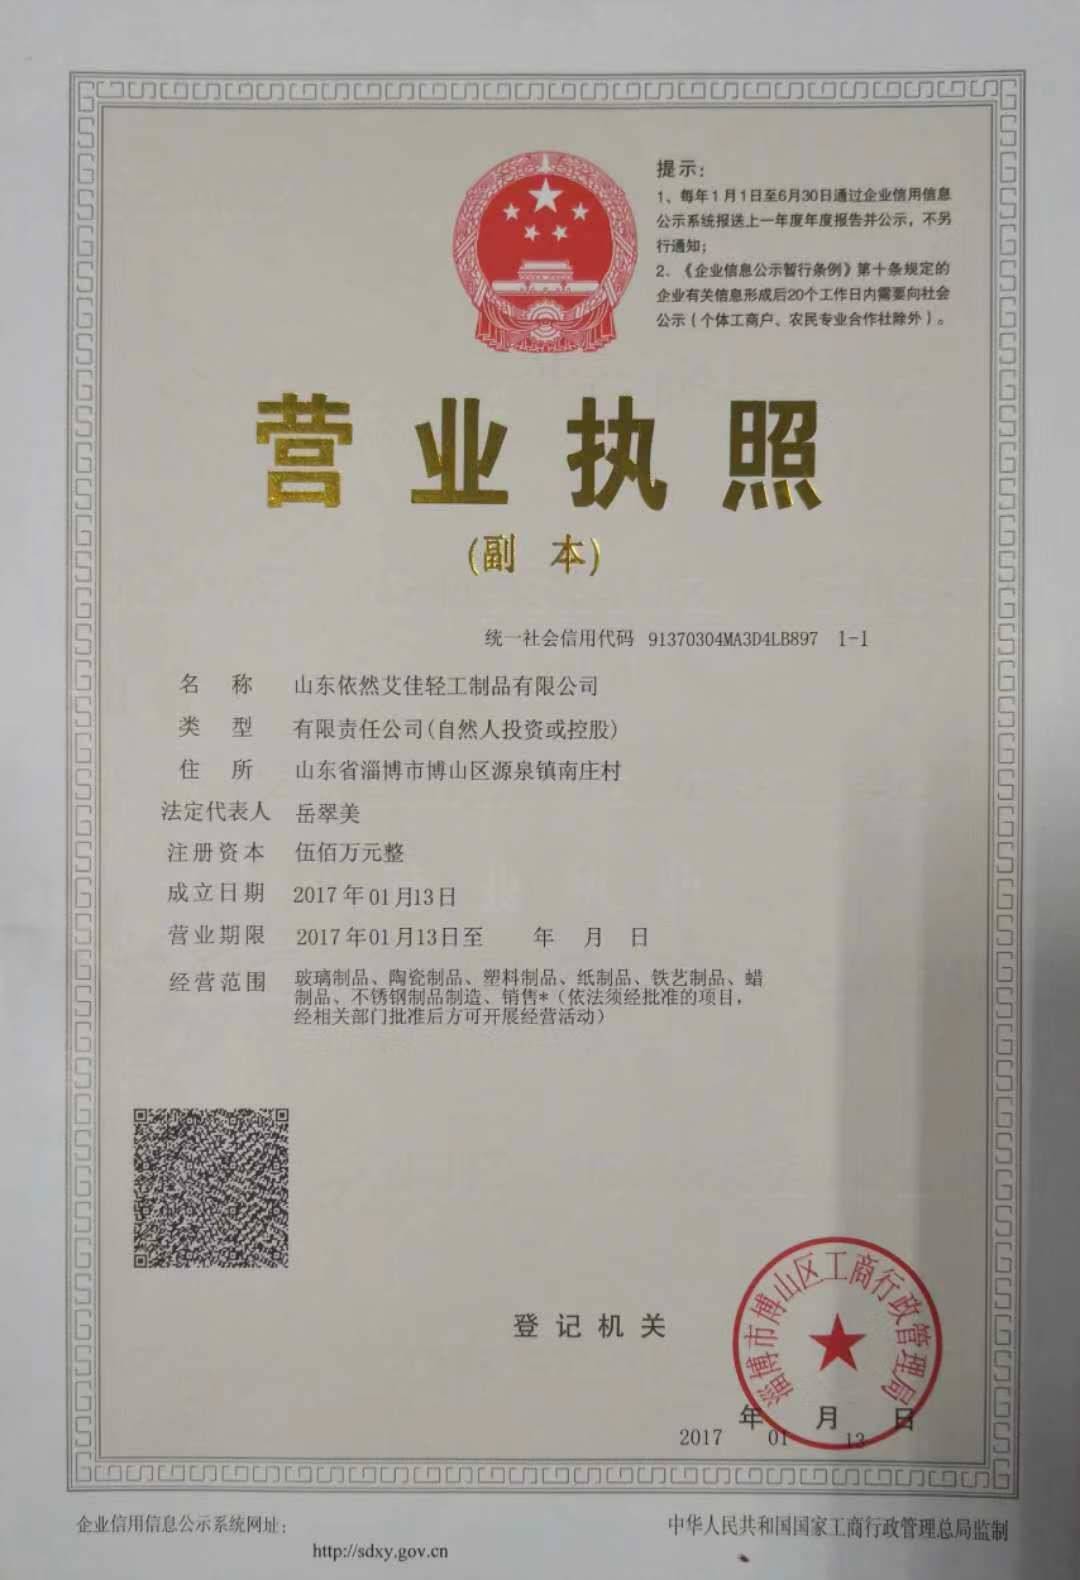 提示：
1、每年1月1日至6月30日通过企业信用信息
公示系统报送上一年度年度报告并公示，不另
行通知；
2、《企业信息公示暂行条例》第十条规定的
企业有关信息形成后20个工作日内需要向社会
公示（个体工商户、农民专业合作社除外）。
营业执照
(副 本)
统一社会信用代码 91370304MA3D4LB897 1-1
名 称 山东依然艾佳轻工制品有限公司
类 型 有限责任公司(自然人投资或控股)
住 所 山东省淄博市博山区源泉镇南庄村
法定代表人 岳翠美
注册资本 伍佰万元整
成立日期 2017年01月13日
营业期限 2017年01月13日至 年 月 日
经营范围 玻璃制品、陶瓷制品、塑料制品、纸制品、铁艺制品、蜡
制品、不锈钢制品制造、销售*（依法须经批准的项目，
经相关部门批准后方可开展经营活动）
登记机关
淄博市博山区工商行政管理局
2017年01月13日
企业信用信息公示系统网址：
http://sdxy.gov.cn
中华人民共和国国家工商行政管理总局监制